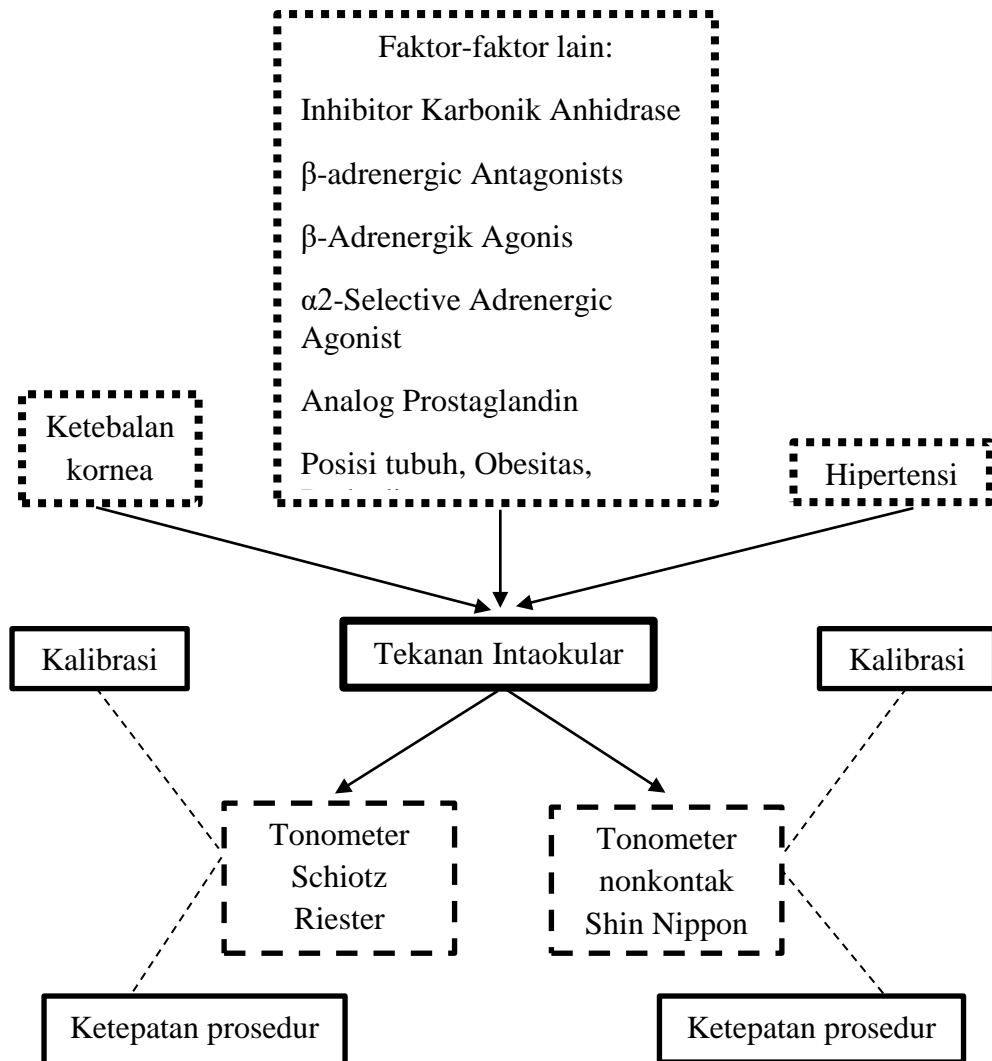 Faktor-faktor lain:
Inhibitor Karbonik Anhidrase
β-adrenergic Antagonists
β-Adrenergik Agonis
α2-Selective Adrenergic
Agonist
Analog Prostaglandin
Posisi tubuh, Obesitas,
Ketebalan
kornea
Hipertensi
Kalibrasi
Tekanan Intaokular
Kalibrasi
Tonometer
Schiotz
Riester
Tonometer
nonkontak
Shin Nippon
Ketepatan prosedur
Ketepatan prosedur